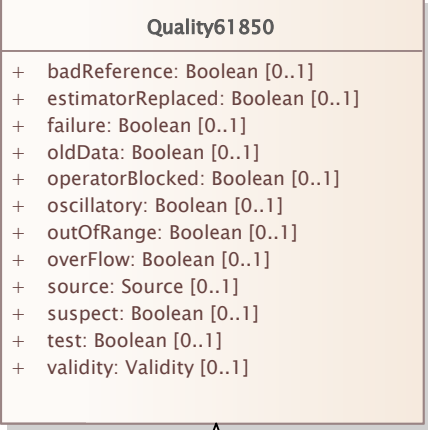 Quality61850
+ badReference: Boolean [0..1]
+ estimatorReplaced: Boolean [0..1]
+ failure: Boolean [0..1]
+ oldData: Boolean [0..1]
+ operatorBlocked: Boolean [0..1]
+ oscillatory: Boolean [0..1]
+ outOfRange: Boolean [0..1]
+ overFlow: Boolean [0..1]
+ source: Source [0..1]
+ suspect: Boolean [0..1]
+ test: Boolean [0..1]
+ validity: Validity [0..1]